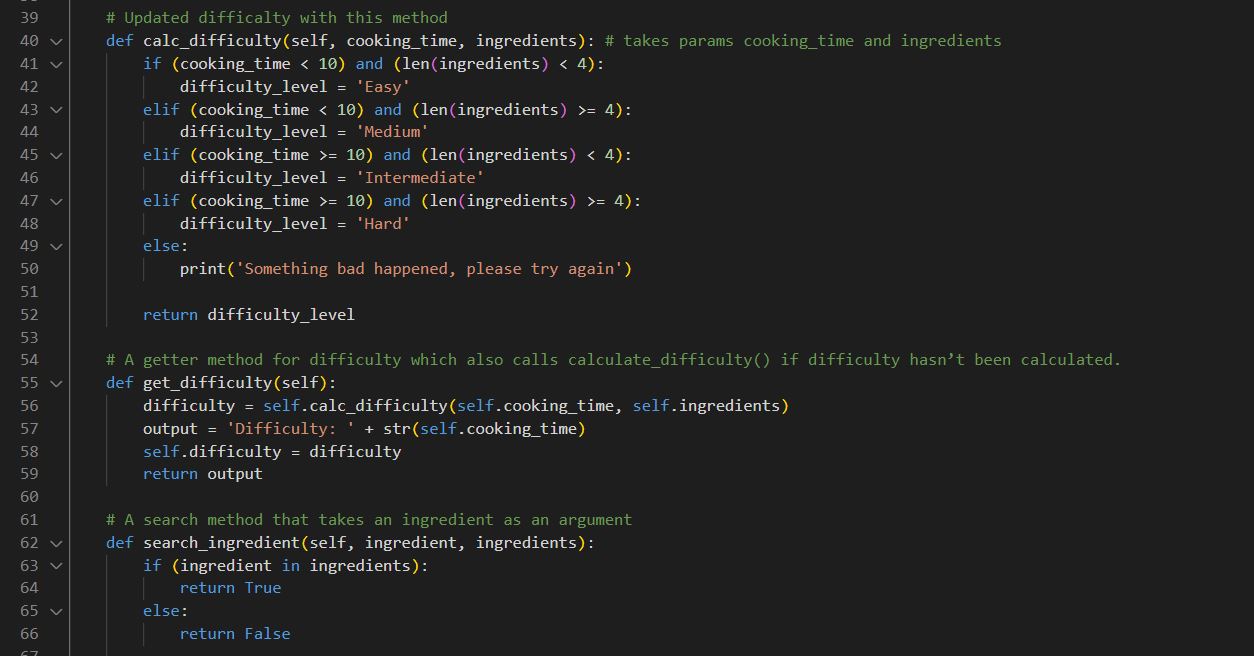 39 # Updated difficalty with this method
40 def calc_difficulty(self, cooking_time, ingredients): # takes params cooking_time and ingredients
41 if (cooking_time < 10) and (len(ingredients) < 4):
42 difficulty_level = 'Easy'
43 elif (cooking_time < 10) and (len(ingredients) >= 4):
44 difficulty_level = 'Medium'
45 elif (cooking_time >= 10) and (len(ingredients) < 4):
46 difficulty_level = 'Intermediate'
47 elif (cooking_time >= 10) and (len(ingredients) >= 4):
48 difficulty_level = 'Hard'
49 else:
50 print('Something bad happened, please try again')
51
52 return difficulty_level
53
54 # A getter method for difficulty which also calls calculate_difficulty() if difficulty hasn’t been calculated.
55 def get_difficulty(self):
56 difficulty = self.calc_difficulty(self.cooking_time, self.ingredients)
57 output = 'Difficulty: ' + str(self.cooking_time)
58 self.difficulty = difficulty
59 return output
60
61 # A search method that takes an ingredient as an argument
62 def search_ingredient(self, ingredient, ingredients):
63 if (ingredient in ingredients):
64 return True
65 else:
66 return False